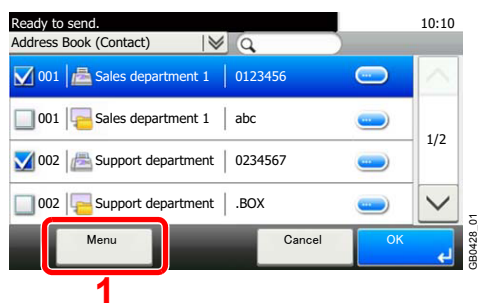 Ready to send. 10:10
Address Book (Contact)
001 Sales department 1 0123456
001 Sales department 1 abc
1/2
002 Support department 0234567
002 Support department .BOX
Menu Cancel OK
1
GB0428_01